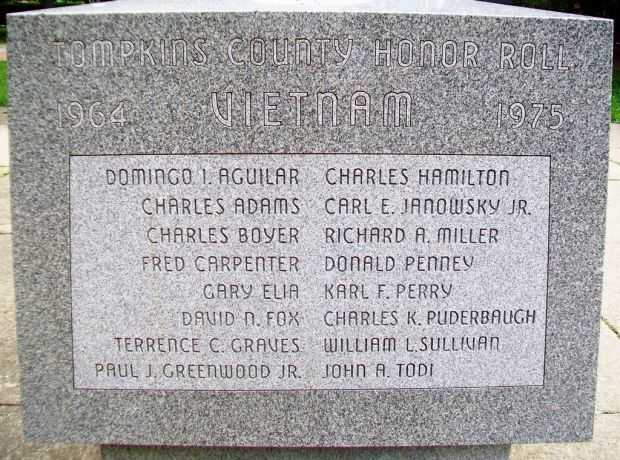 TOMPKINS COUNTY HONOR ROLL
1964 VIETNAM 1975
DOMINGO I. AGUILAR CHARLES HAMILTON
CHARLES ADAMS CARL E. JANOWSKY JR.
CHARLES BOYER RICHARD A. MILLER
FRED CARPENTER DONALD PENNEY
GARY ELIA KARL F. PERRY
DAVID N. FOX CHARLES K. PUDERBAUGH
TERRENCE C. GRAVES WILLIAM L. SULLIVAN
PAUL J. GREENWOOD JR. JOHN A. TODI